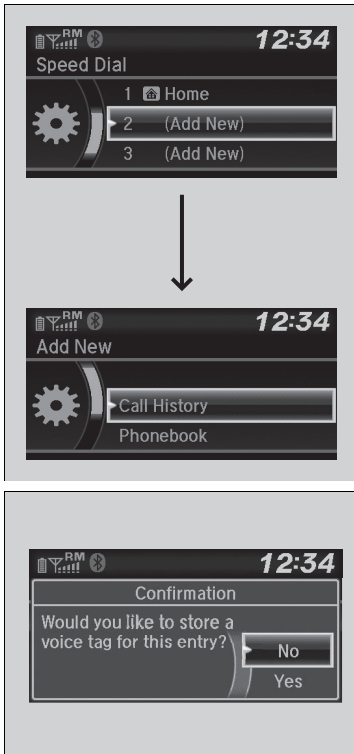 RM 12:34
Speed Dial
1 Home
2 (Add New)
3 (Add New)
RM 12:34
Add New
Call History
Phonebook
RM 12:34
Confirmation
Would you like to store a
voice tag for this entry?
No
Yes